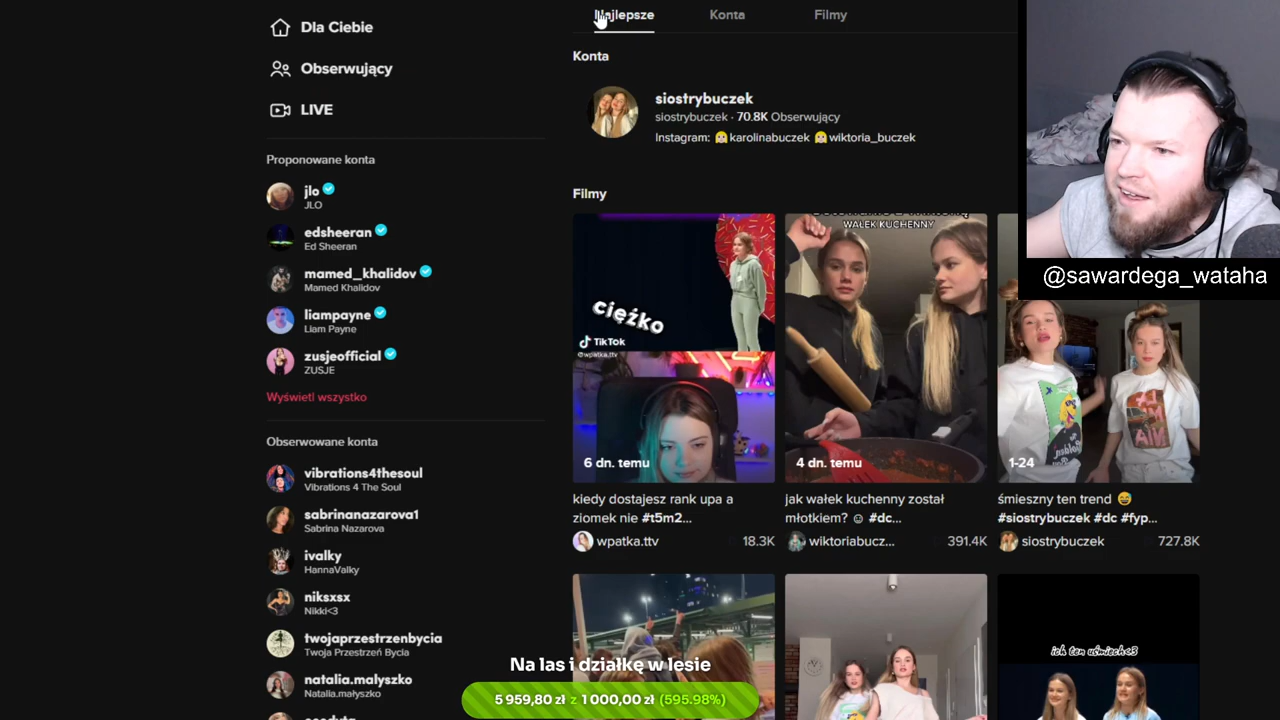 Dla Ciebie
Obserwujący
LIVE
Proponowane konta
jlo
JLO
edsheeran
Ed Sheeran
mamed_khalidov
Mamed Khalidov
liampayne
Liam Payne
zusjeofficial
ZUSJE
Wyświetl wszystko
Obserwowane konta
vibrations4thesoul
Vibrations 4 The Soul
sabrinanazarova1
Sabrina Nazarova
ivalky
HannaValky
niksxsx
Nikki<3
twojaprzestrzenbycia
Twoja Przestrzeń Bycia
natalia.małyszko
Natalia.małyszko
Najlepsze
Konta
Filmy
Konta
siostrybuczek
siostrybuczek · 70.8K Obserwujący
Instagram: 👩karolinabuczek 👩wiktoria_buczek
Filmy
ciężko
TikTok
@wpatka.ttv
6 dn. temu
kiedy dostajesz rank upa a
ziomek nie #t5m2...
wpatka.ttv 18.3K
WAŁEK KUCHENNY
4 dn. temu
jak wałek kuchenny został
młotkiem? ☺ #dc...
wiktoriabucz... 391.4K
1-24
śmieszny ten trend 😅
#siostrybuczek #dc #fyp...
siostrybuczek 727.8K
ich ten uśmiech<3
@sawardega_wataha
Na las i działkę w lesie
5 959,80 zł z 1 000,00 zł (595.98%)